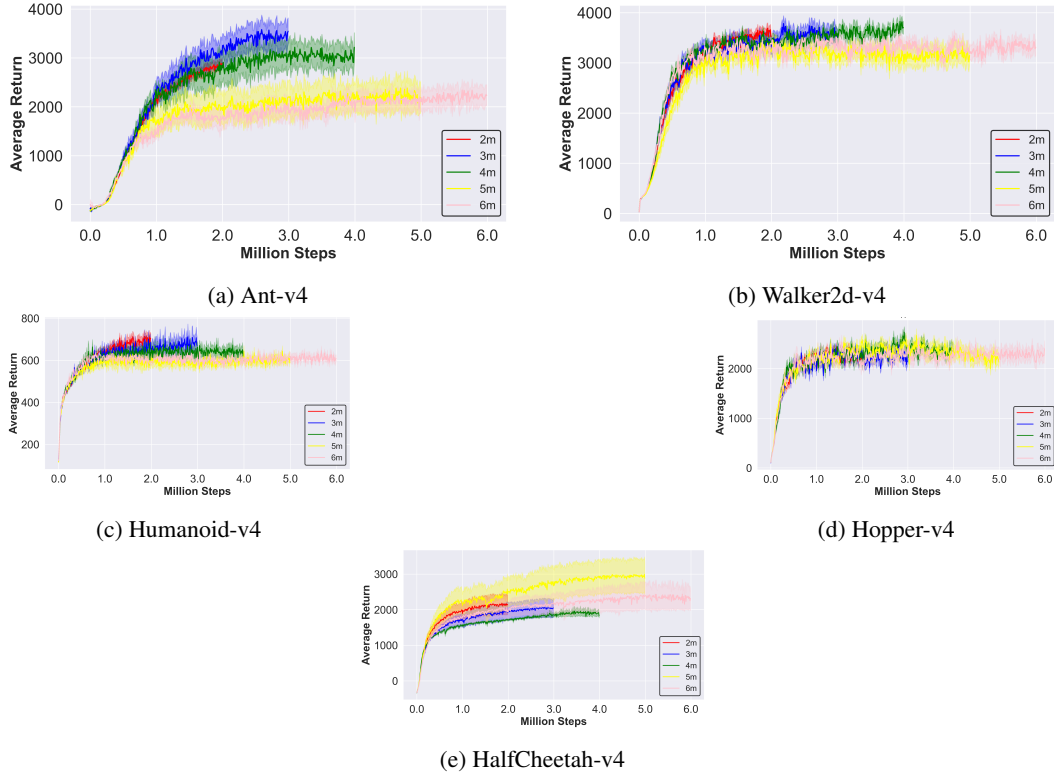 4000
3000
2000
1000
0
Average Return
0.0 1.0 2.0 3.0 4.0 5.0 6.0
Million Steps
2m
3m
4m
5m
6m
(a) Ant-v4
4000
3000
2000
1000
0
Average Return
0.0 1.0 2.0 3.0 4.0 5.0 6.0
Million Steps
2m
3m
4m
5m
6m
(b) Walker2d-v4
800
600
400
200
Average Return
0.0 1.0 2.0 3.0 4.0 5.0 6.0
Million Steps
2m
3m
4m
5m
6m
(c) Humanoid-v4
2000
1000
0
Average Return
0.0 1.0 2.0 3.0 4.0 5.0 6.0
Million Steps
2m
3m
4m
5m
6m
(d) Hopper-v4
3000
2000
1000
0
Average Return
0.0 1.0 2.0 3.0 4.0 5.0 6.0
Million Steps
2m
3m
4m
5m
6m
(e) HalfCheetah-v4